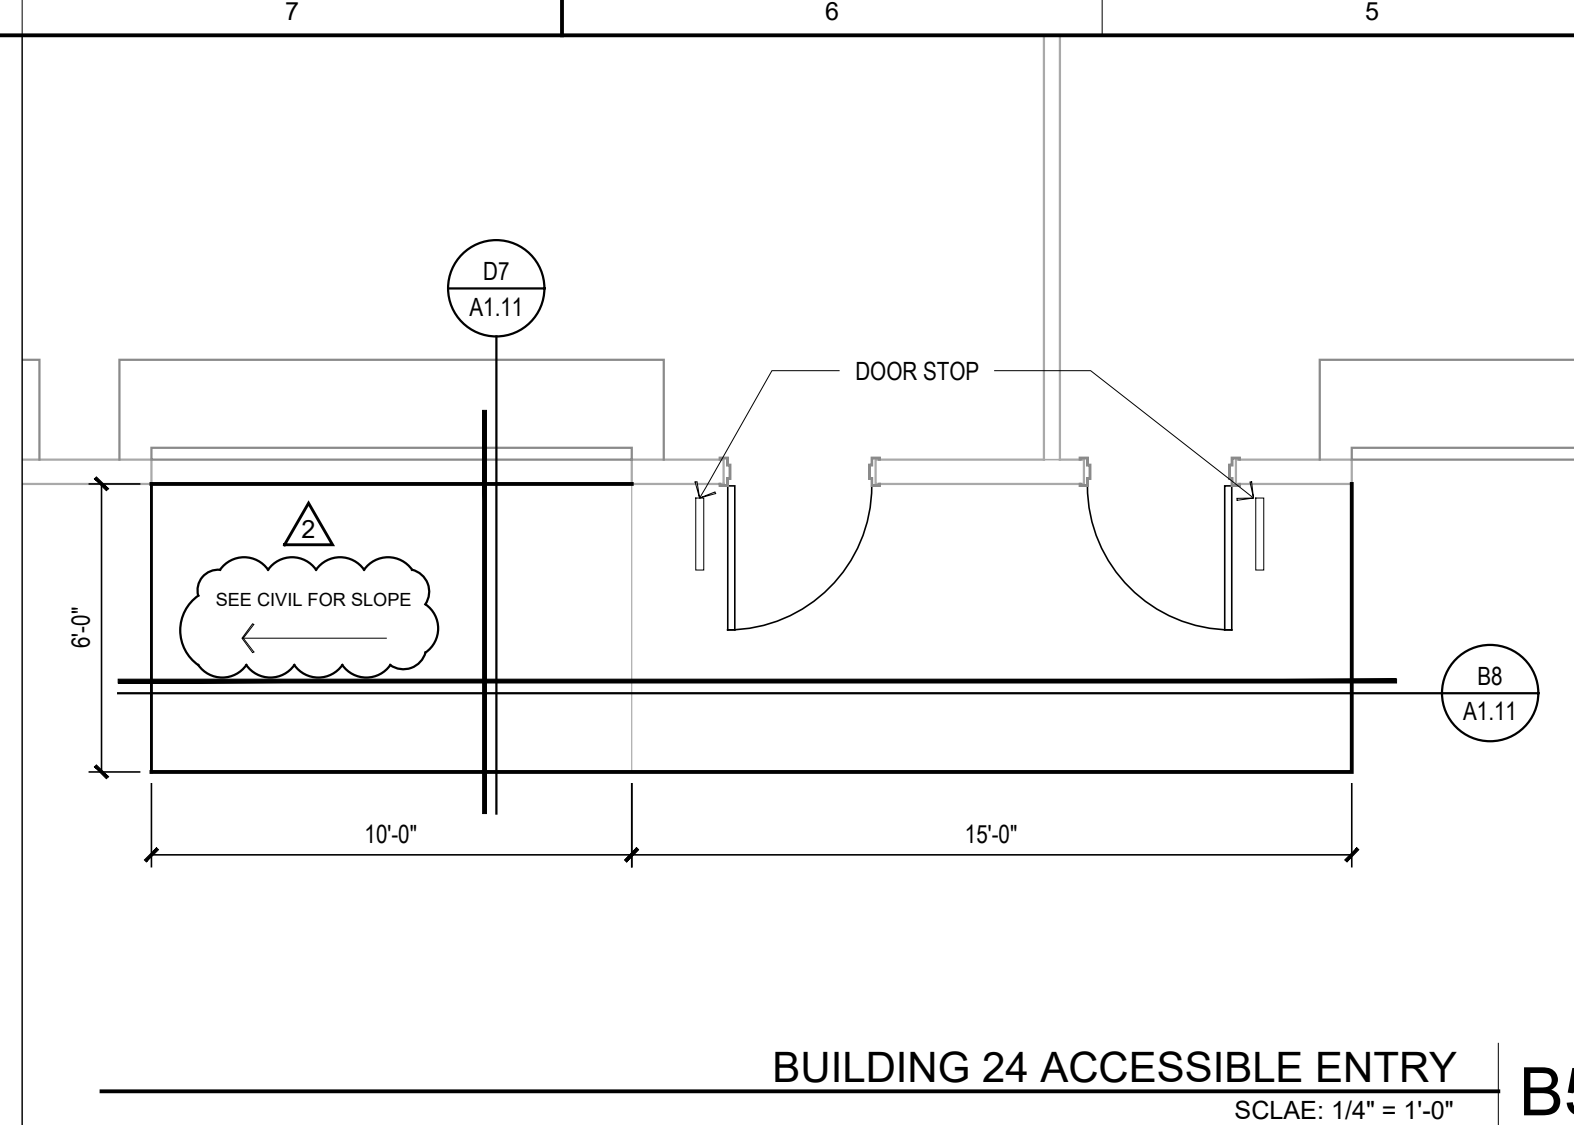 7
6
5
D7
A1.11
DOOR STOP
2
SEE CIVIL FOR SLOPE
6'-0"
B8
A1.11
10'-0"
15'-0"
BUILDING 24 ACCESSIBLE ENTRY
B5
SCLAE: 1/4" = 1'-0"